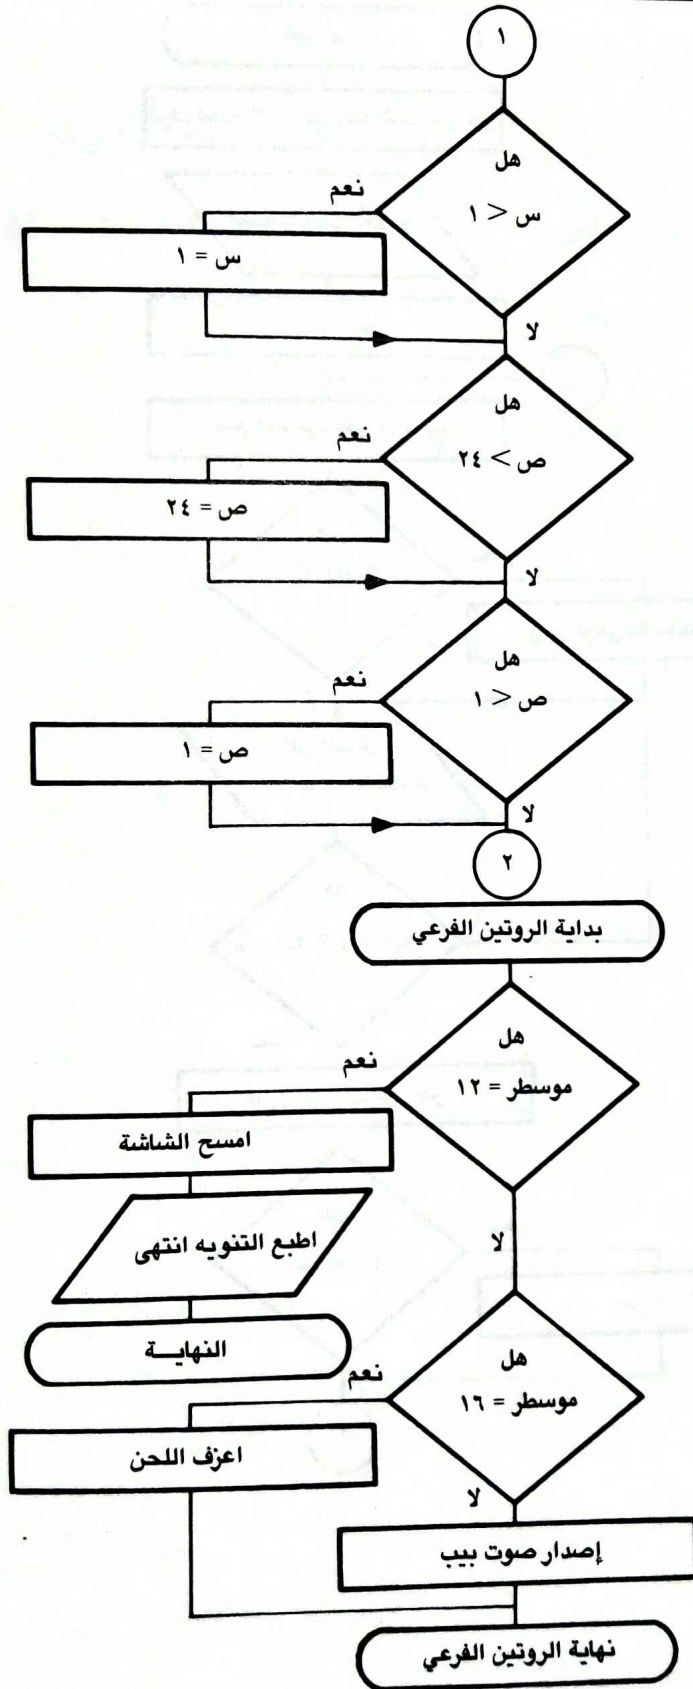 ١
هل
س < ١
نعم
س = ١
لا
هل
ص > ٢٤
نعم
ص = ٢٤
لا
هل
ص < ١
نعم
ص = ١
لا
٢
بداية الروتين الفرعي
هل
موسطر = ١٢
نعم
امسح الشاشة
اطبع التنويه انتهى
النهايــة
لا
هل
موسطر = ١٦
نعم
اعزف اللحن
لا
إصدار صوت بيب
نهاية الروتين الفرعي